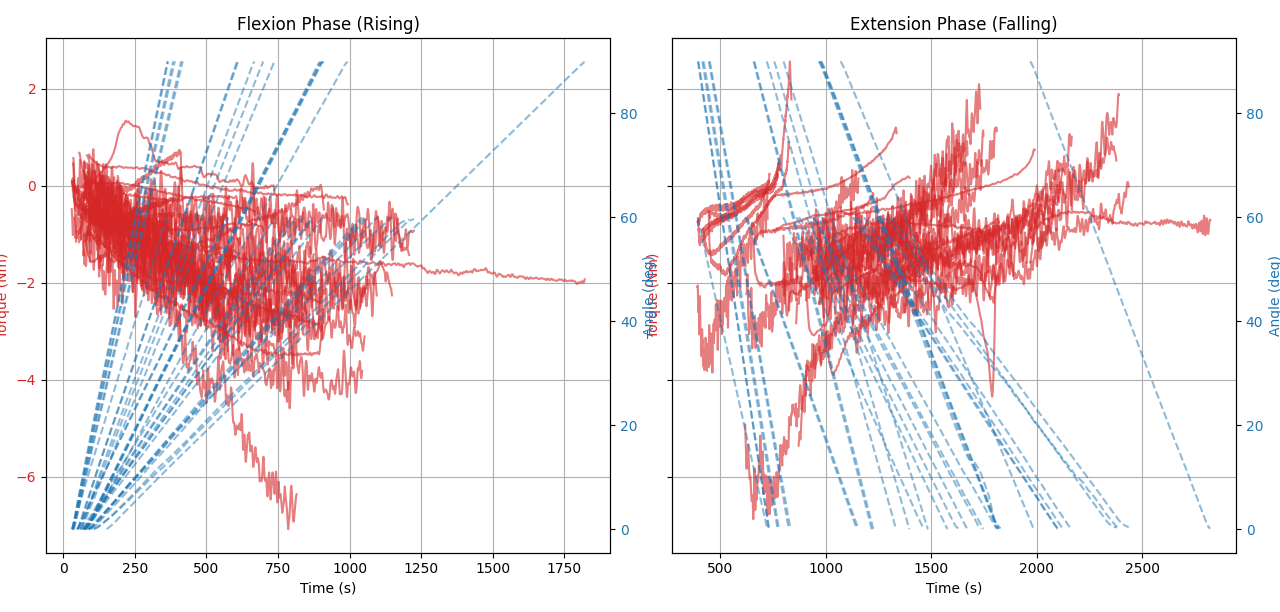 Flexion Phase (Rising)
Extension Phase (Falling)
2
0
−2
−4
−6
Torque (Nm)
80
60
40
20
0
Angle (deg)
Torque (Nm)
80
60
40
20
0
Angle (deg)
0 250 500 750 1000 1250 1500 1750
500 1000 1500 2000 2500
Time (s)
Time (s)